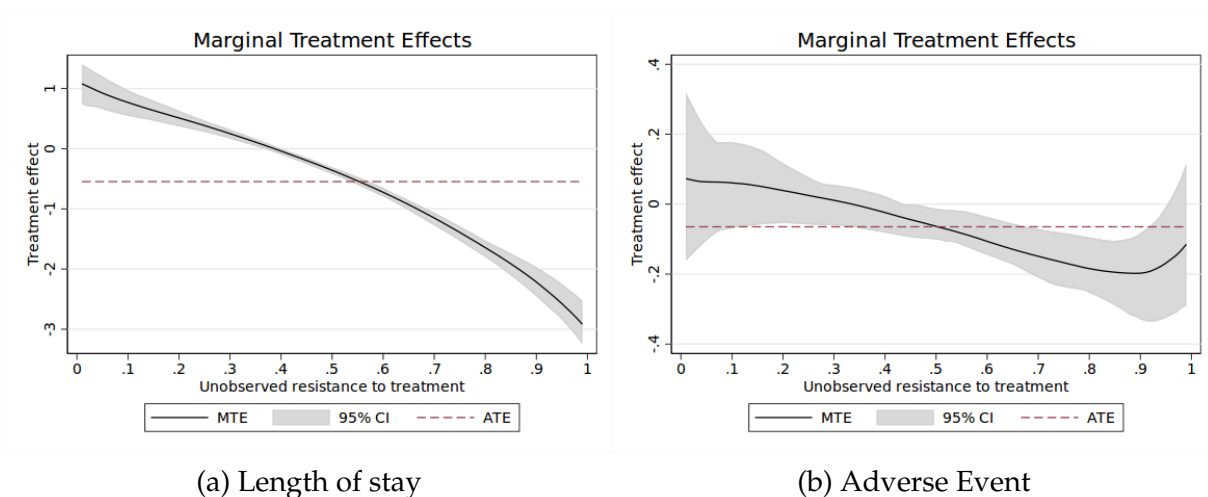 Marginal Treatment Effects
Treatment effect
1
0
-1
-2
-3
0 .1 .2 .3 .4 .5 .6 .7 .8 .9 1
Unobserved resistance to treatment
MTE 95% CI ATE
(a) Length of stay
Marginal Treatment Effects
Treatment effect
.4
.2
0
-.2
-.4
0 .1 .2 .3 .4 .5 .6 .7 .8 .9 1
Unobserved resistance to treatment
MTE 95% CI ATE
(b) Adverse Event